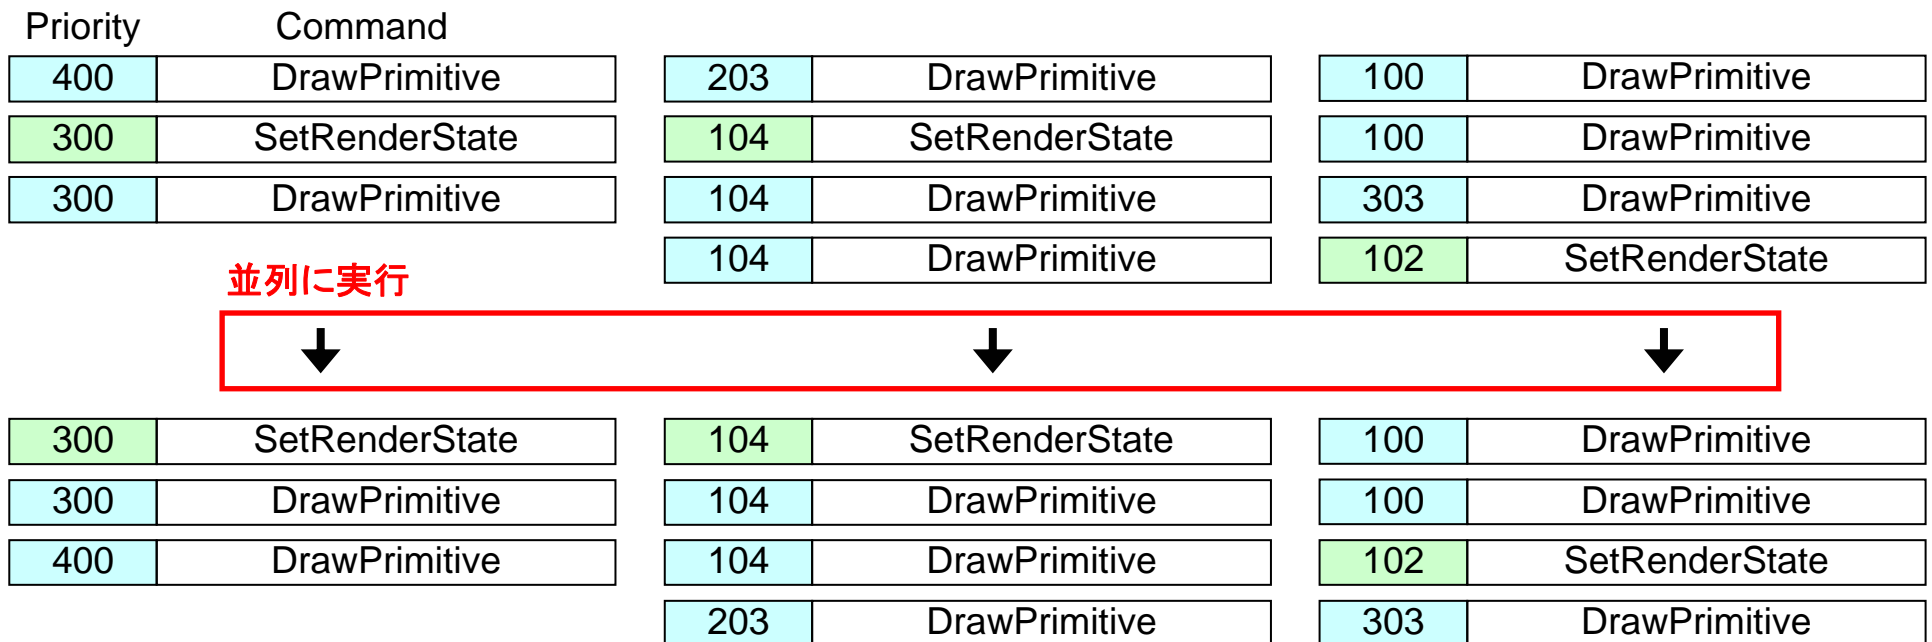 Priority Command
400 DrawPrimitive 203 DrawPrimitive 100 DrawPrimitive
300 SetRenderState 104 SetRenderState 100 DrawPrimitive
300 DrawPrimitive 104 DrawPrimitive 303 DrawPrimitive
104 DrawPrimitive 102 SetRenderState
並列に実行
300 SetRenderState 104 SetRenderState 100 DrawPrimitive
300 DrawPrimitive 104 DrawPrimitive 100 DrawPrimitive
400 DrawPrimitive 104 DrawPrimitive 102 SetRenderState
203 DrawPrimitive 303 DrawPrimitive